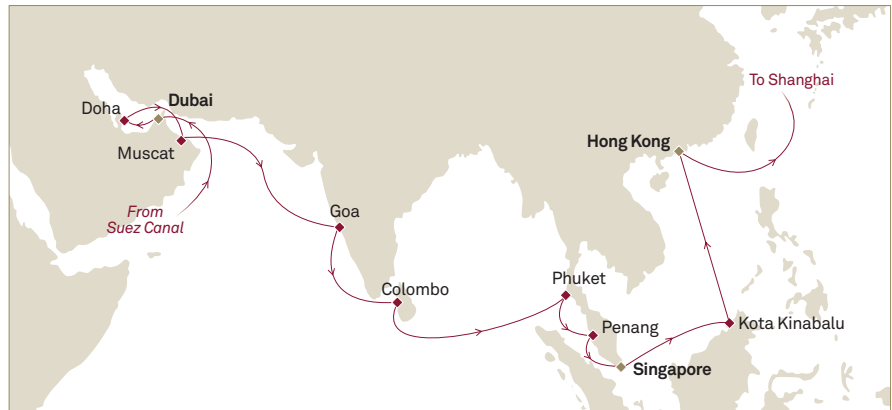 To Shanghai
Dubai
Doha
Hong Kong
Muscat
From
Suez Canal
Goa
Phuket
Colombo
Penang
Kota Kinabalu
Singapore